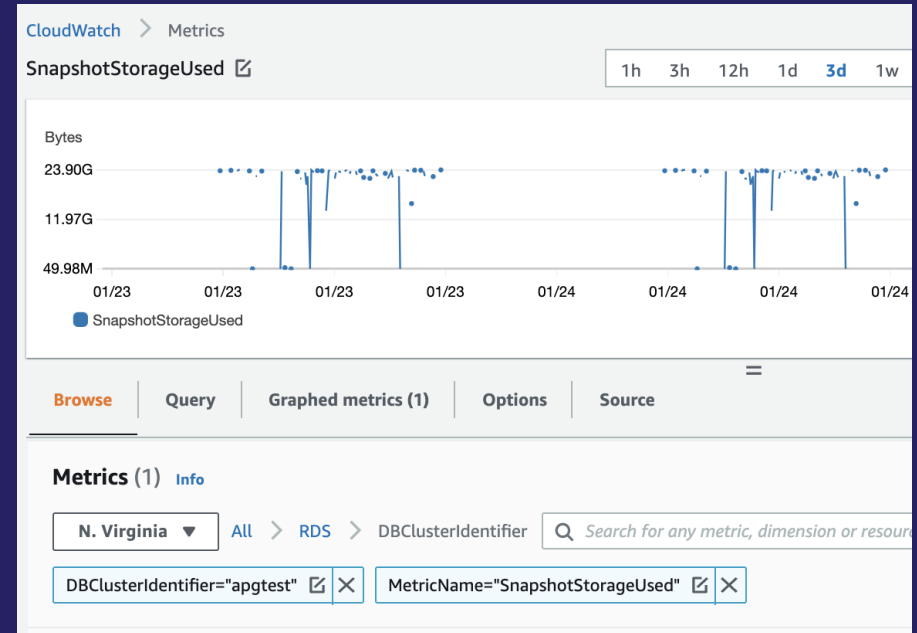 CloudWatch > Metrics
SnapshotStorageUsed
1h 3h 12h 1d 3d 1w
Bytes
23.90G
11.97G
49.98M
01/23 01/23 01/23 01/23 01/24 01/24 01/24 01/24
SnapshotStorageUsed
Browse Query Graphed metrics (1) Options Source
Metrics (1) Info
N. Virginia All > RDS > DBClusterIdentifier Search for any metric, dimension or resour
DBClusterIdentifier="apgtest" MetricName="SnapshotStorageUsed"